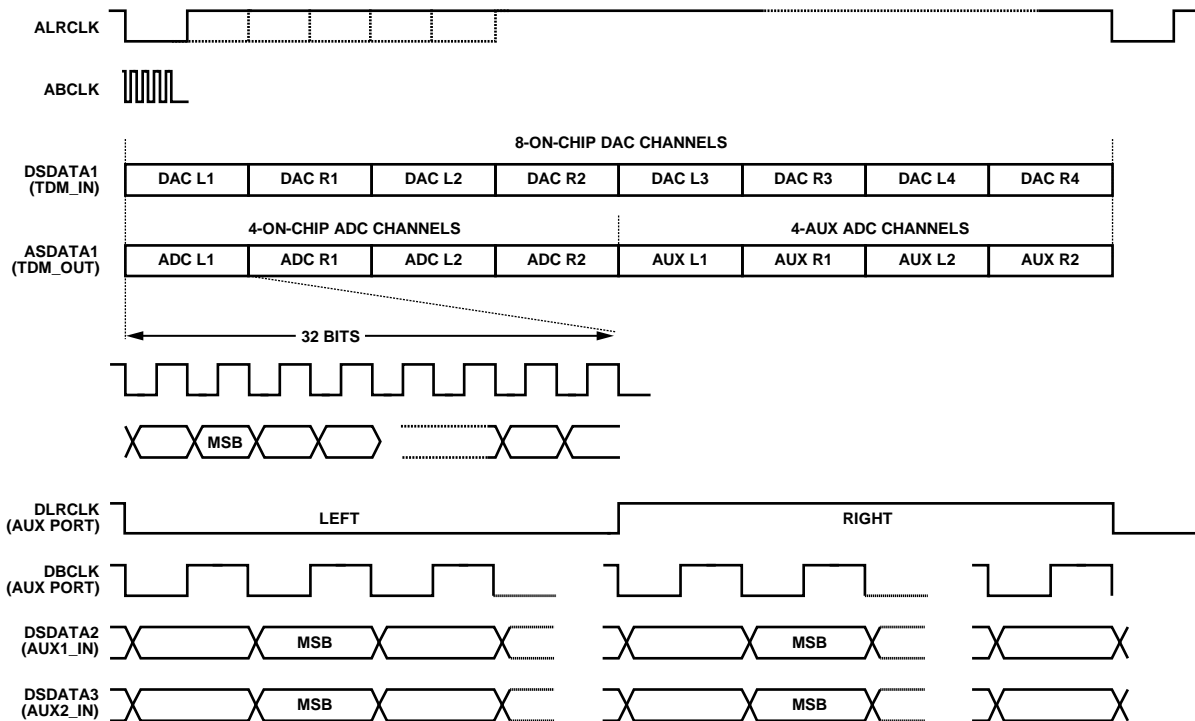 ALRCLK
ABCLK
8-ON-CHIP DAC CHANNELS
DSDATA1
(TDM_IN)
DAC L1 DAC R1 DAC L2 DAC R2 DAC L3 DAC R3 DAC L4 DAC R4
4-ON-CHIP ADC CHANNELS 4-AUX ADC CHANNELS
ASDATA1
(TDM_OUT)
ADC L1 ADC R1 ADC L2 ADC R2 AUX L1 AUX R1 AUX L2 AUX R2
32 BITS
MSB
DLRCLK
(AUX PORT)
LEFT RIGHT
DBCLK
(AUX PORT)
DSDATA2
(AUX1_IN)
MSB MSB
DSDATA3
(AUX2_IN)
MSB MSB